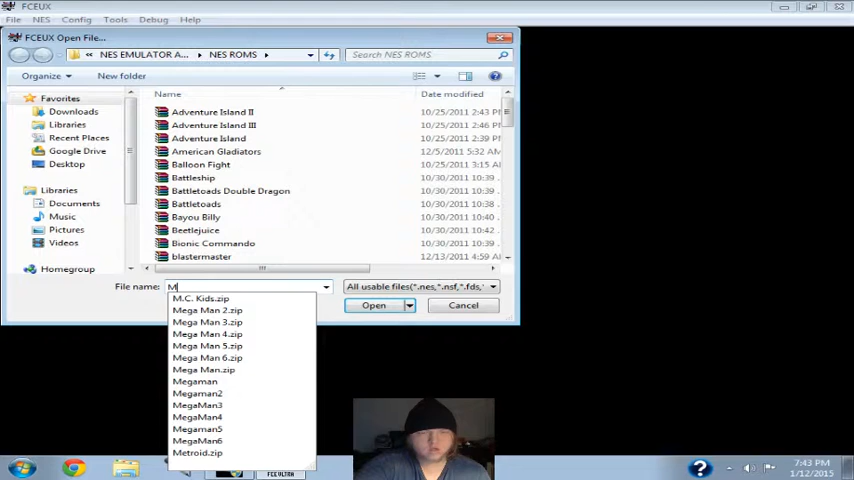 FCEUX
File NES Config Tools Debug Help
FCEUX Open File...
« NES EMULATOR A... NES ROMS
Search NES ROMS
Organize New folder
Name Date modified
Favorites
Downloads
Libraries
Recent Places
Google Drive
Desktop
Libraries
Documents
Music
Pictures
Videos
Homegroup
Adventure Island II 10/25/2011 2:43 PM
Adventure Island III 10/25/2011 2:46 PM
Adventure Island 10/25/2011 2:39 PM
American Gladiators 12/5/2011 5:32 AM
Balloon Fight 10/25/2011 3:15 AM
Battleship 10/30/2011 10:39
Battletoads Double Dragon 10/30/2011 10:39
Battletoads 10/30/2011 10:39
Bayou Billy 10/30/2011 10:40
Beetlejuice 10/30/2011 10:39
Bionic Commando 10/30/2011 10:39
blastermaster 12/13/2011 4:59
File name: M
All usable files(*.nes,*.nsf,*.fds,*
Open Cancel
M.C. Kids.zip
Mega Man 2.zip
Mega Man 3.zip
Mega Man 4.zip
Mega Man 5.zip
Mega Man 6.zip
Mega Man.zip
Megaman
Megaman2
MegaMan3
MegaMan4
Megaman5
MegaMan6
Metroid.zip
FCEULTRA
7:43 PM
1/12/2015